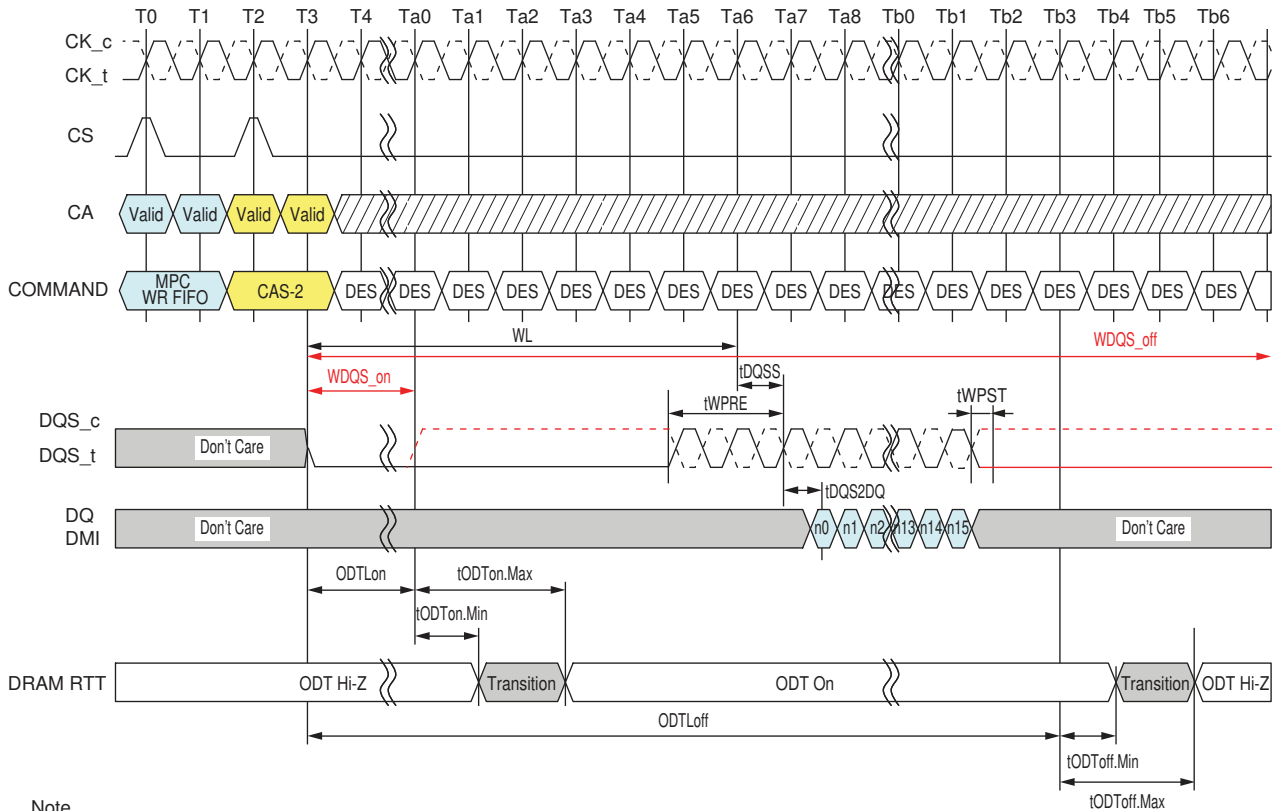 T0 T1 T2 T3 T4 Ta0 Ta1 Ta2 Ta3 Ta4 Ta5 Ta6 Ta7 Ta8 Tb0 Tb1 Tb2 Tb3 Tb4 Tb5 Tb6
CK_c
CK_t
CS
CA Valid Valid Valid Valid
COMMAND MPC WR FIFO CAS-2 DES DES DES DES DES DES DES DES DES DES DES DES DES DES DES DES DES
WL
WDQS_off
WDQS_on
tDQSS
tWPRE
tWPST
DQS_c
DQS_t
Don't Care
tDQS2DQ
DQ
DMI
Don't Care n0 n1 n2 n13 n14 n15 Don't Care
ODTLon
tODTon.Max
tODTon.Min
DRAM RTT ODT Hi-Z Transition ODT On Transition ODT Hi-Z
ODTLoff
tODToff.Min
tODToff.Max
Note